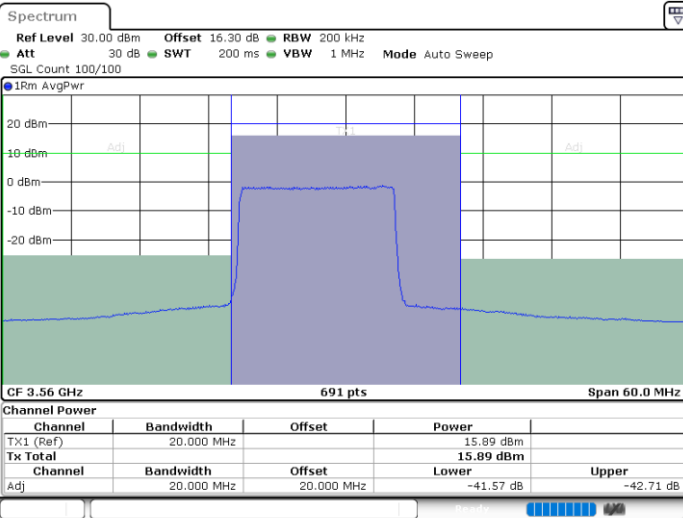 Spectrum
Ref Level 30.00 dBm Offset 16.30 dB RBW 200 kHz
Att 30 dB SWT 200 ms VBW 1 MHz Mode Auto Sweep
SGL Count 100/100
1Rm AvgPwr
20 dBm
TX1
Adj Adj
10 dBm
0 dBm
-10 dBm
-20 dBm
CF 3.56 GHz 691 pts Span 60.0 MHz
Channel Power
Channel Bandwidth Offset Power
TX1 (Ref) 20.000 MHz 15.89 dBm
Tx Total 15.89 dBm
Channel Bandwidth Offset Lower Upper
Adj 20.000 MHz 20.000 MHz -41.57 dB -42.71 dB
Ready